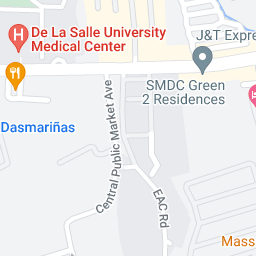 De La Salle University
Medical Center
J&T Expre
SMDC Green
2 Residences
Central Public Market Ave
Dasmariñas
EAC Rd
Mass